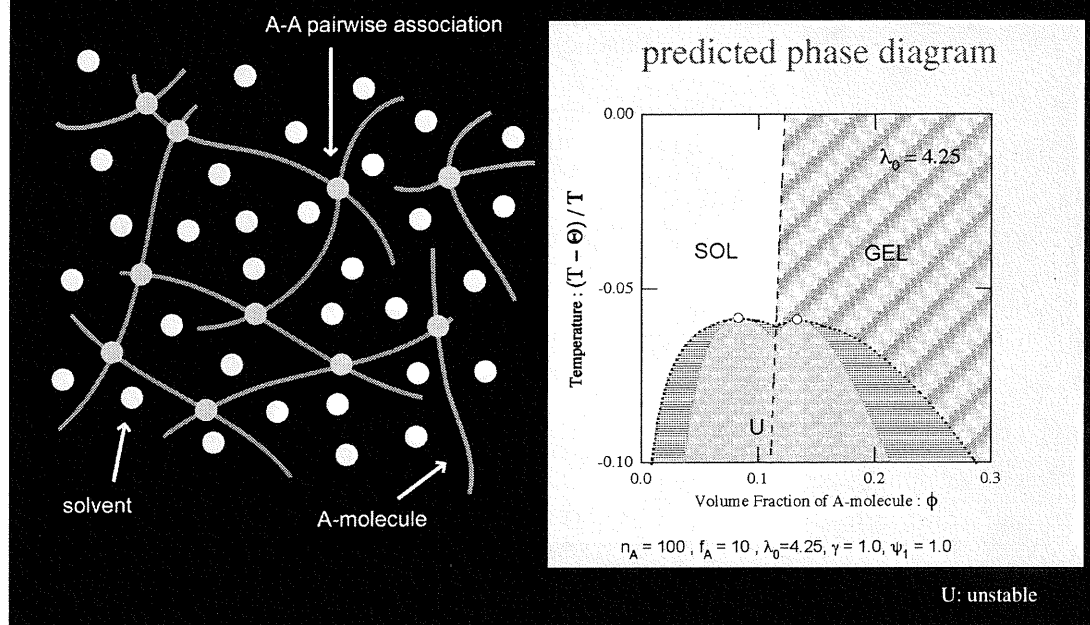 A-A pairwise association
solvent
A-molecule
predicted phase diagram
Temperature : (T − Θ) / T
0.00
-0.05
-0.10
λ₀ = 4.25
SOL
GEL
U
0.0
0.1
0.2
0.3
Volume Fraction of A-molecule : ϕ
n_A = 100 , f_A = 10 , λ₀=4.25, γ = 1.0, ψ₁ = 1.0
U: unstable